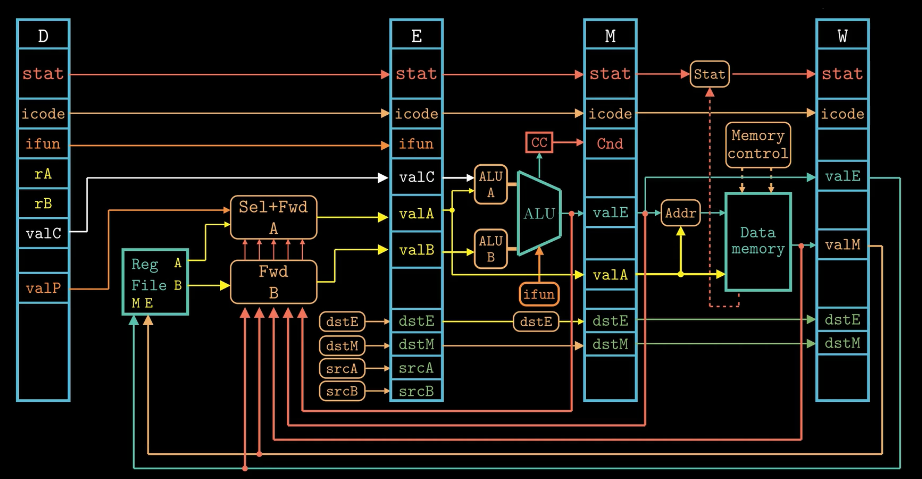 D
E
M
W
stat
stat
stat
Stat
stat
icode
icode
icode
icode
ifun
ifun
CC
Cnd
Memory
control
rA
rB
valC
valP
valC
valA
valB
ALU
A
ALU
B
ALU
ifun
valE
valA
Addr
Data
memory
valE
valM
Sel+Fwd
A
Fwd
B
Reg
File
A
B
M E
dstE
dstM
srcA
srcB
dstE
dstM
srcA
srcB
dstE
dstE
dstM
dstE
dstM